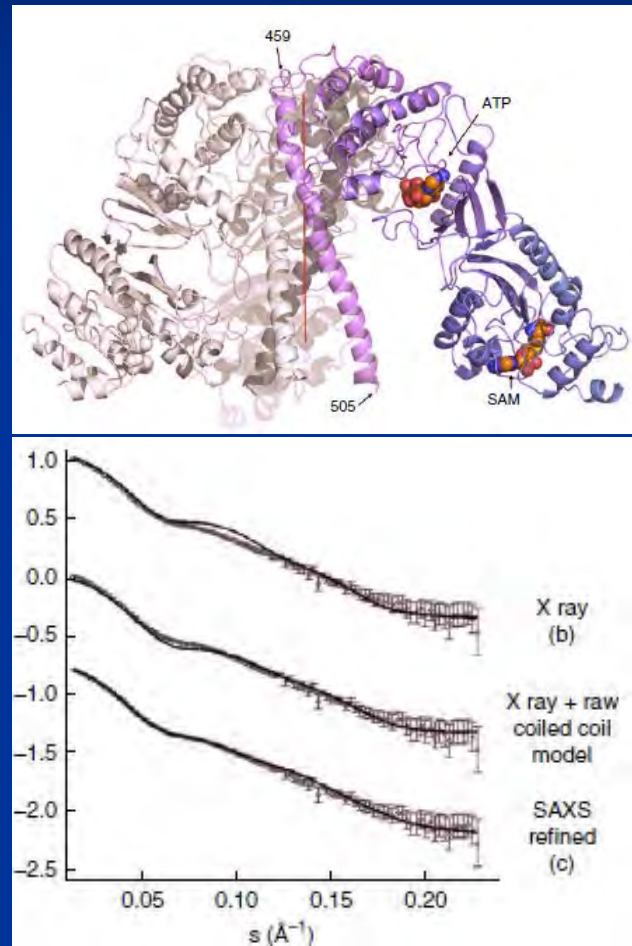 459
ATP
505
SAM
1.0
0.5
0.0
−0.5
−1.0
−1.5
−2.0
−2.5
X ray
(b)
X ray + raw
coiled coil
model
SAXS
refined
(c)
0.05
0.10
0.15
0.20
s (Å⁻¹)